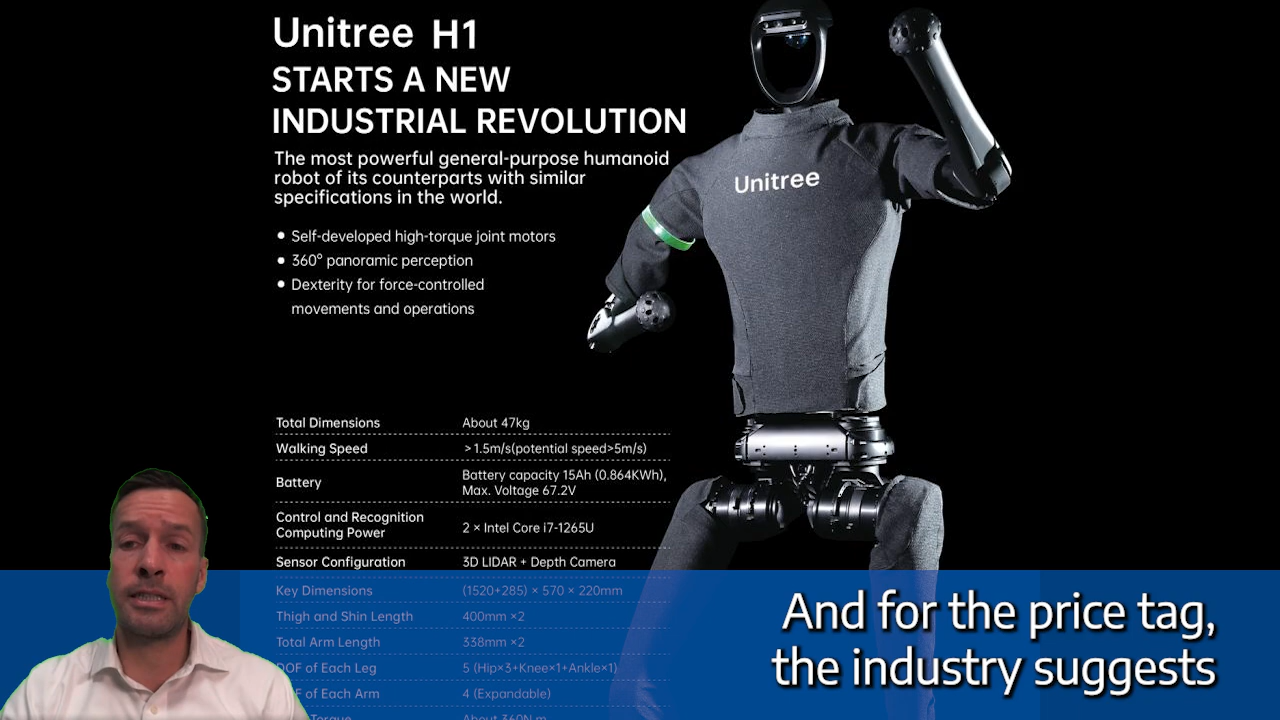 Unitree H1
STARTS A NEW
INDUSTRIAL REVOLUTION
The most powerful general-purpose humanoid
robot of its counterparts with similar
specifications in the world.
● Self-developed high-torque joint motors
● 360° panoramic perception
● Dexterity for force-controlled
movements and operations
Unitree
Total Dimensions About 47kg
Walking Speed >1.5m/s(potential speed>5m/s)
Battery Battery capacity 15Ah (0.864KWh),
Max. Voltage 67.2V
Control and Recognition
Computing Power 2 × Intel Core i7-1265U
Sensor Configuration 3D LIDAR + Depth Camera
Key Dimensions (1520+285) × 570 × 220mm
Thigh and Shin Length 400mm ×2
Total Arm Length 338mm ×2
DOF of Each Leg 5 (Hip×3+Knee×1+Ankle×1)
of Each Arm 4 (Expandable)
Torque About 360N.m
And for the price tag,
the industry suggests